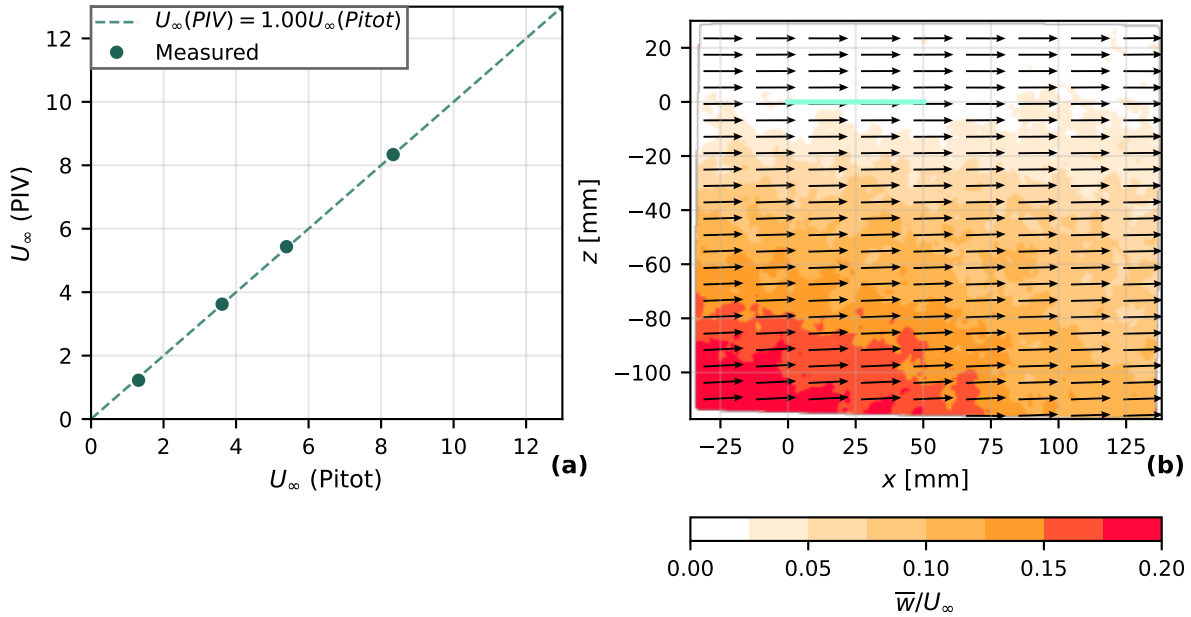 U∞(PIV) = 1.00U∞(Pitot)
Measured
12
10
8
6
4
2
0
U∞ (PIV)
0 2 4 6 8 10 12
U∞ (Pitot)
(a)
20
0
−20
−40
−60
−80
−100
z [mm]
−25 0 25 50 75 100 125
x [mm]
(b)
0.00 0.05 0.10 0.15 0.20
w̅/U∞